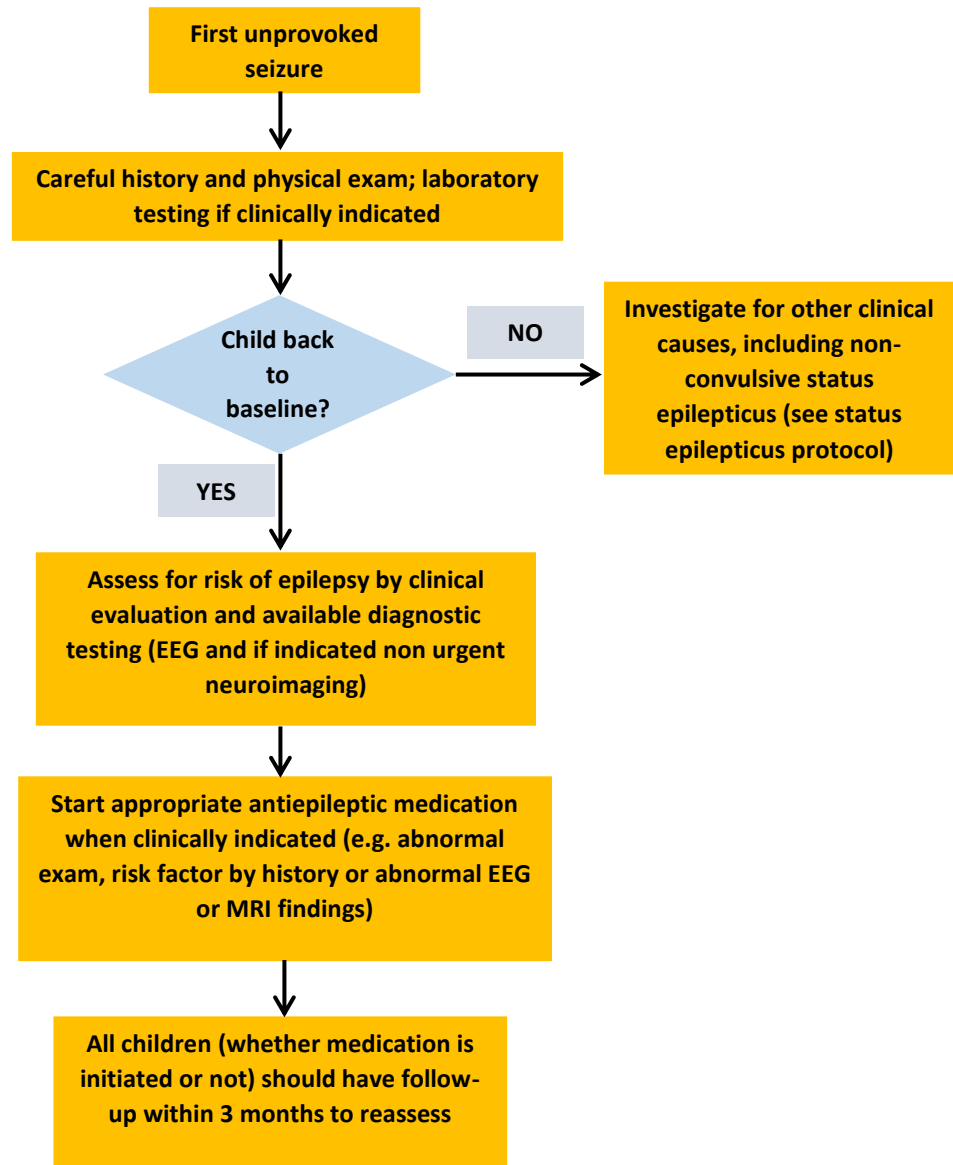 First unprovoked
seizure
Careful history and physical exam; laboratory
testing if clinically indicated
Child back
to
baseline?
NO
Investigate for other clinical
causes, including non-
convulsive status
epilepticus (see status
epilepticus protocol)
YES
Assess for risk of epilepsy by clinical
evaluation and available diagnostic
testing (EEG and if indicated non urgent
neuroimaging)
Start appropriate antiepileptic medication
when clinically indicated (e.g. abnormal
exam, risk factor by history or abnormal EEG
or MRI findings)
All children (whether medication is
initiated or not) should have follow-
up within 3 months to reassess